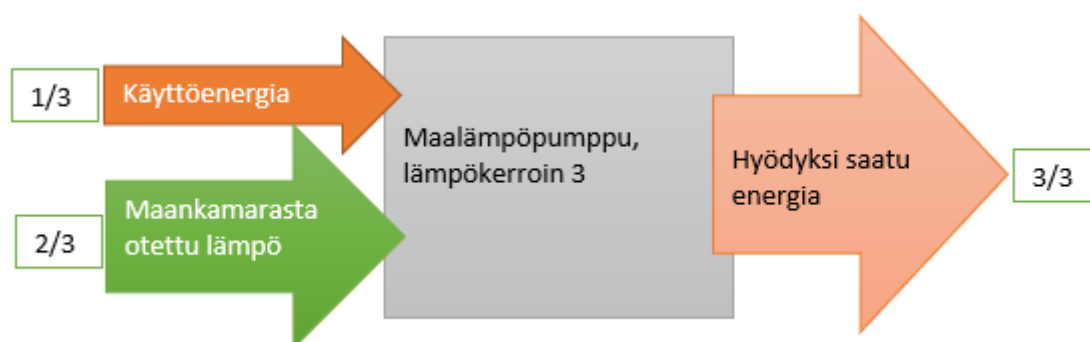 1/3
Käyttöenergia
2/3
Maankamarasta
otettu lämpö
Maalämpöpumppu,
lämpökerroin 3
Hyödyksi saatu
energia
3/3